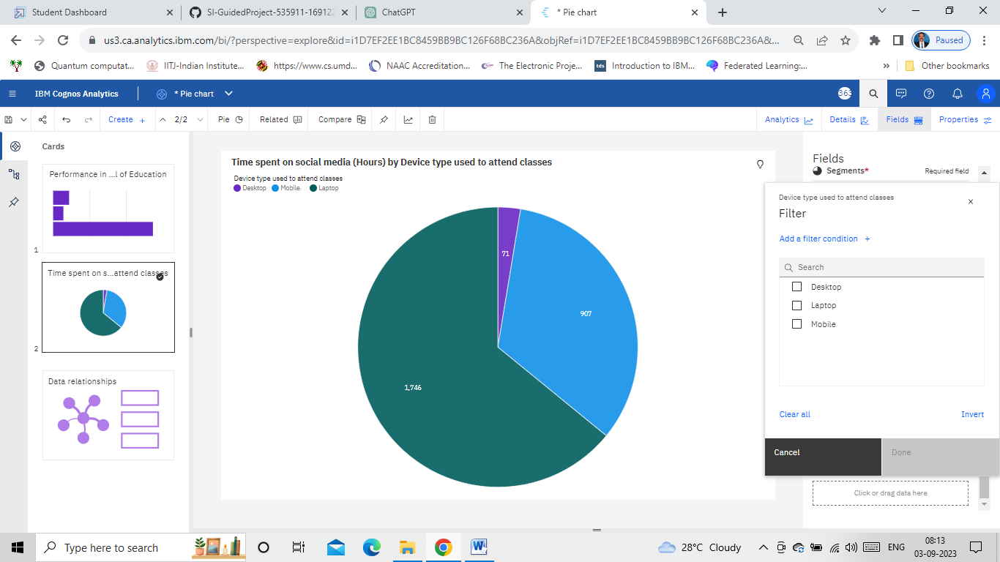 Student Dashboard
SI-GuidedProject-535911-169122
ChatGPT
* Pie chart
us3.ca.analytics.ibm.com/bi/?perspective=explore&id=i1D7EF2EE1BC8459BB9BC126F68BC236A&objRef=i1D7EF2EE1BC8459BB9BC126F68BC236A&...
Paused
Quantum computat...
IITJ-Indian Institute...
https://www.cs.umd...
NAAC Accreditation...
The Electronic Proje...
tds
Introduction to IBM...
Federated Learning:...
»
Other bookmarks
IBM Cognos Analytics
* Pie chart
363
Create +
2/2
Pie
Related
Compare
Analytics
Details
Fields
Properties
Cards
Performance in ...l of Education
1
Time spent on s...attend classes
2
Data relationships
Time spent on social media (Hours) by Device type used to attend classes
Device type used to attend classes
Desktop Mobile Laptop
71
907
1,746
Fields
Segments*
Required field
Device type used to attend classes
Filter
Add a filter condition +
Search
Desktop
Laptop
Mobile
Clear all
Invert
Cancel
Done
Click or drag data here
Type here to search
28°C Cloudy
ENG
08:13
03-09-2023